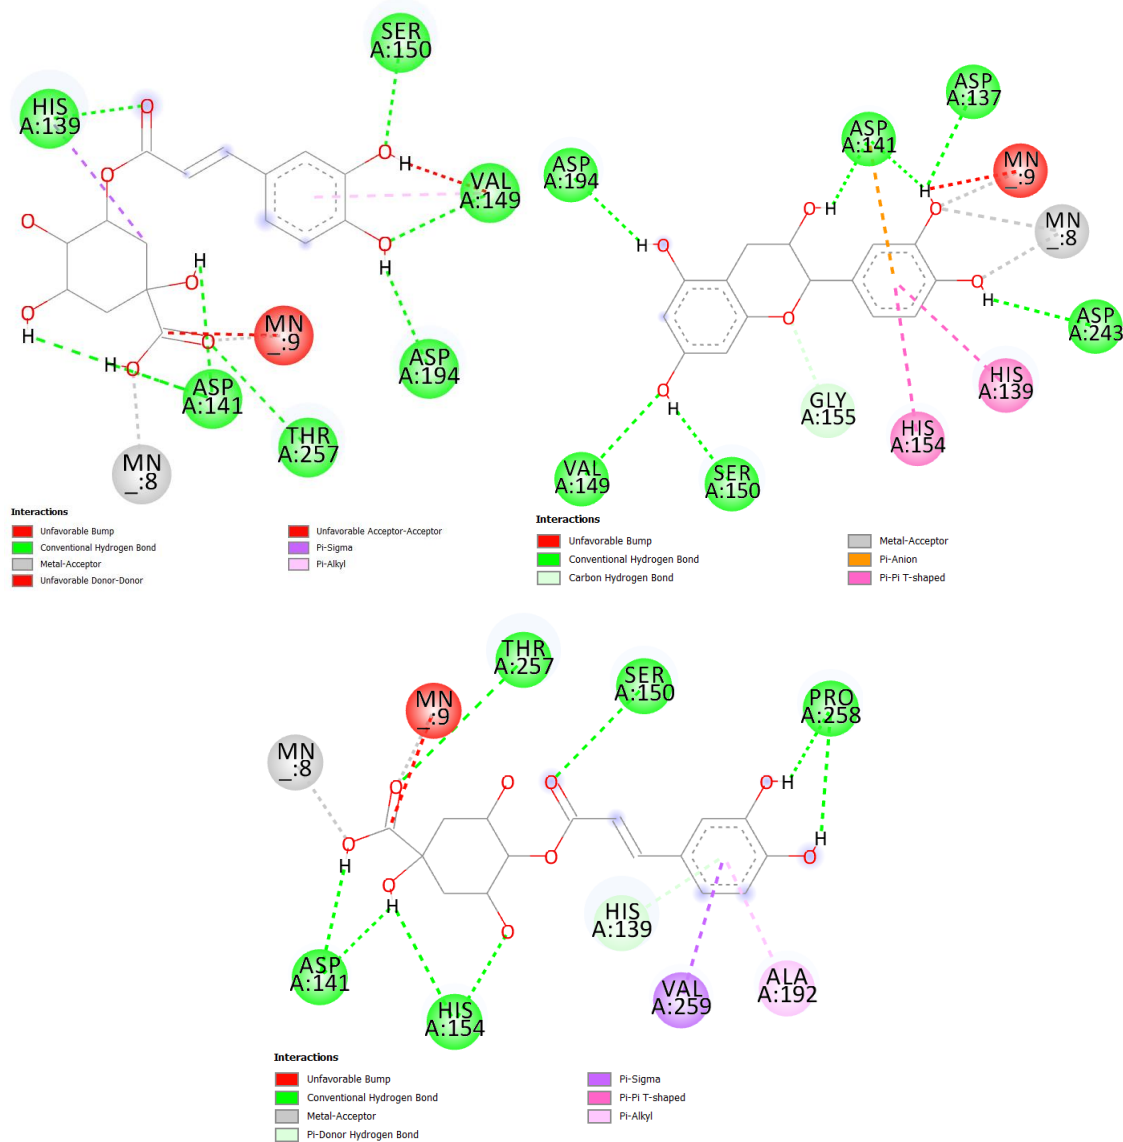 SER
A:150
HIS
A:139
O
O
O
H
VAL
A:149
O
O
H
O
H
O
H
O
H
O
H
O
MN
_:9
ASP
A:194
ASP
A:141
THR
A:257
MN
_:8
Interactions
Unfavorable Bump
Conventional Hydrogen Bond
Metal-Acceptor
Unfavorable Donor-Donor
Unfavorable Acceptor-Acceptor
Pi-Sigma
Pi-Alkyl
ASP
A:137
ASP
A:141
MN
_:9
ASP
A:194
H
O
H
O
MN
_:8
H
O
O
H
O
O
H
ASP
A:243
HIS
A:139
GLY
A:155
HIS
A:154
VAL
A:149
SER
A:150
Interactions
Unfavorable Bump
Conventional Hydrogen Bond
Carbon Hydrogen Bond
Metal-Acceptor
Pi-Anion
Pi-Pi T-shaped
THR
A:257
SER
A:150
PRO
A:258
MN
_:9
MN
_:8
O
O
O
O
H
O
H
H
O
O
O
H
O
O
H
HIS
A:139
ASP
A:141
HIS
A:154
VAL
A:259
ALA
A:192
Interactions
Unfavorable Bump
Conventional Hydrogen Bond
Metal-Acceptor
Pi-Donor Hydrogen Bond
Pi-Sigma
Pi-Pi T-shaped
Pi-Alkyl